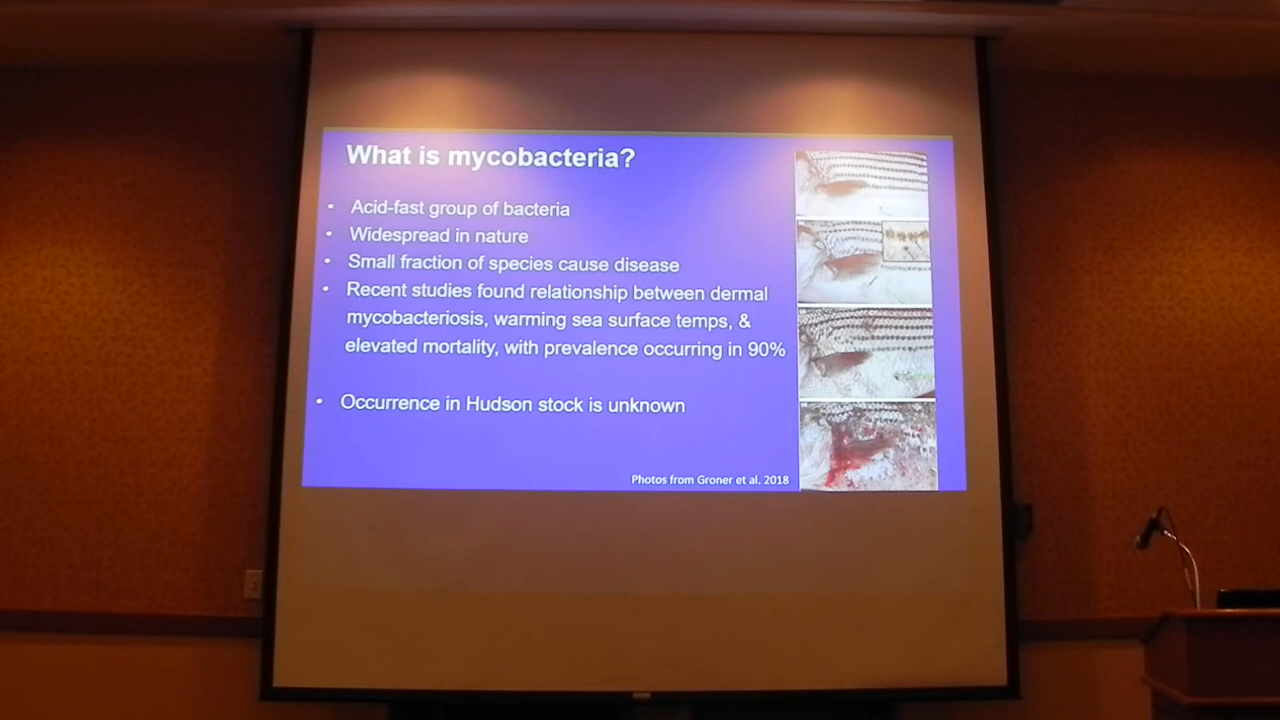 What is mycobacteria?
• Acid-fast group of bacteria
• Widespread in nature
• Small fraction of species cause disease
• Recent studies found relationship between dermal
mycobacteriosis, warming sea surface temps, &
elevated mortality, with prevalence occurring in 90%
• Occurrence in Hudson stock is unknown
Photos from Groner et al. 2018